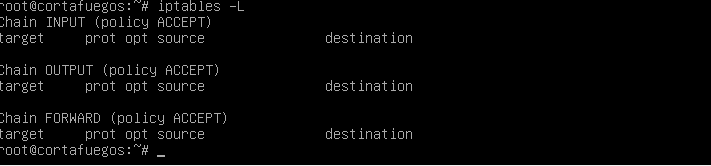 root@cortafuegos:~# iptables -L
Chain INPUT (policy ACCEPT)
target     prot opt source               destination

Chain OUTPUT (policy ACCEPT)
target     prot opt source               destination

Chain FORWARD (policy ACCEPT)
target     prot opt source               destination
root@cortafuegos:~# _